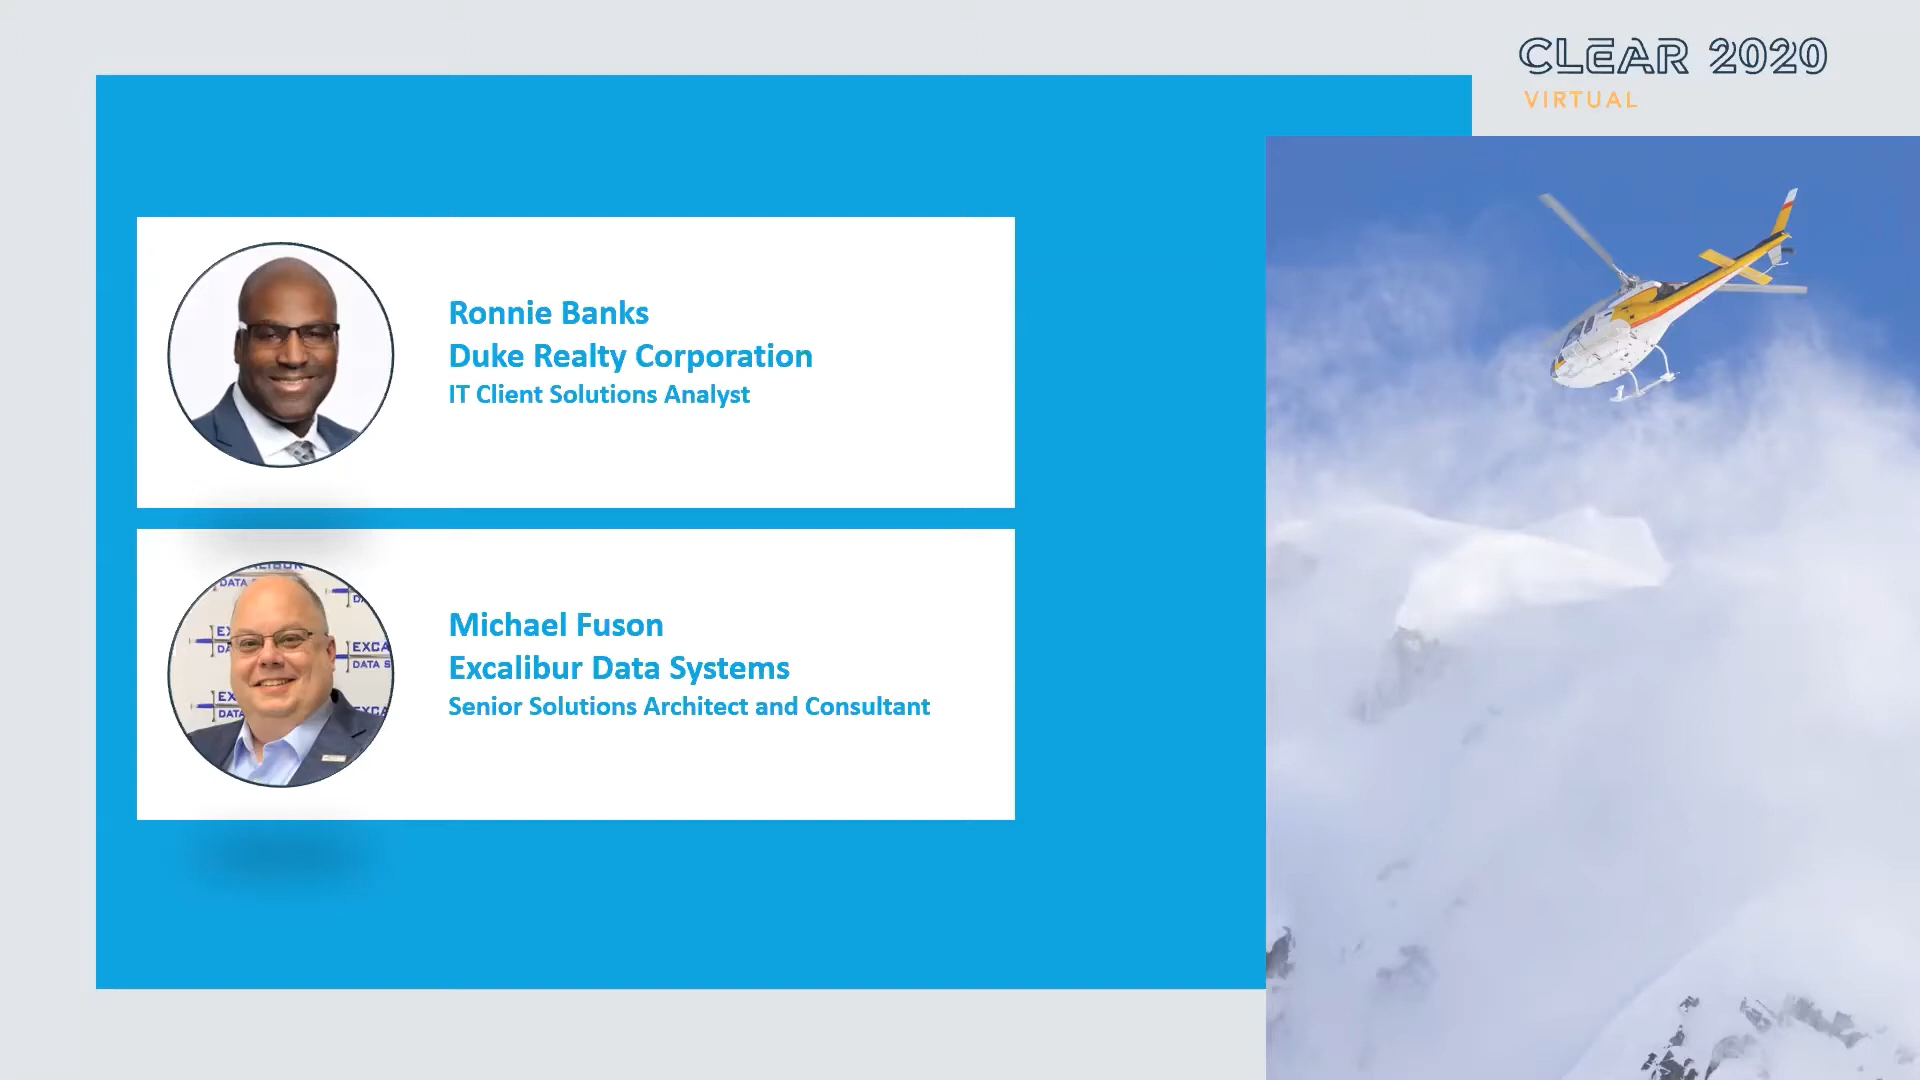 CLEAR 2020
VIRTUAL
Ronnie Banks
Duke Realty Corporation
IT Client Solutions Analyst
Michael Fuson
Excalibur Data Systems
Senior Solutions Architect and Consultant